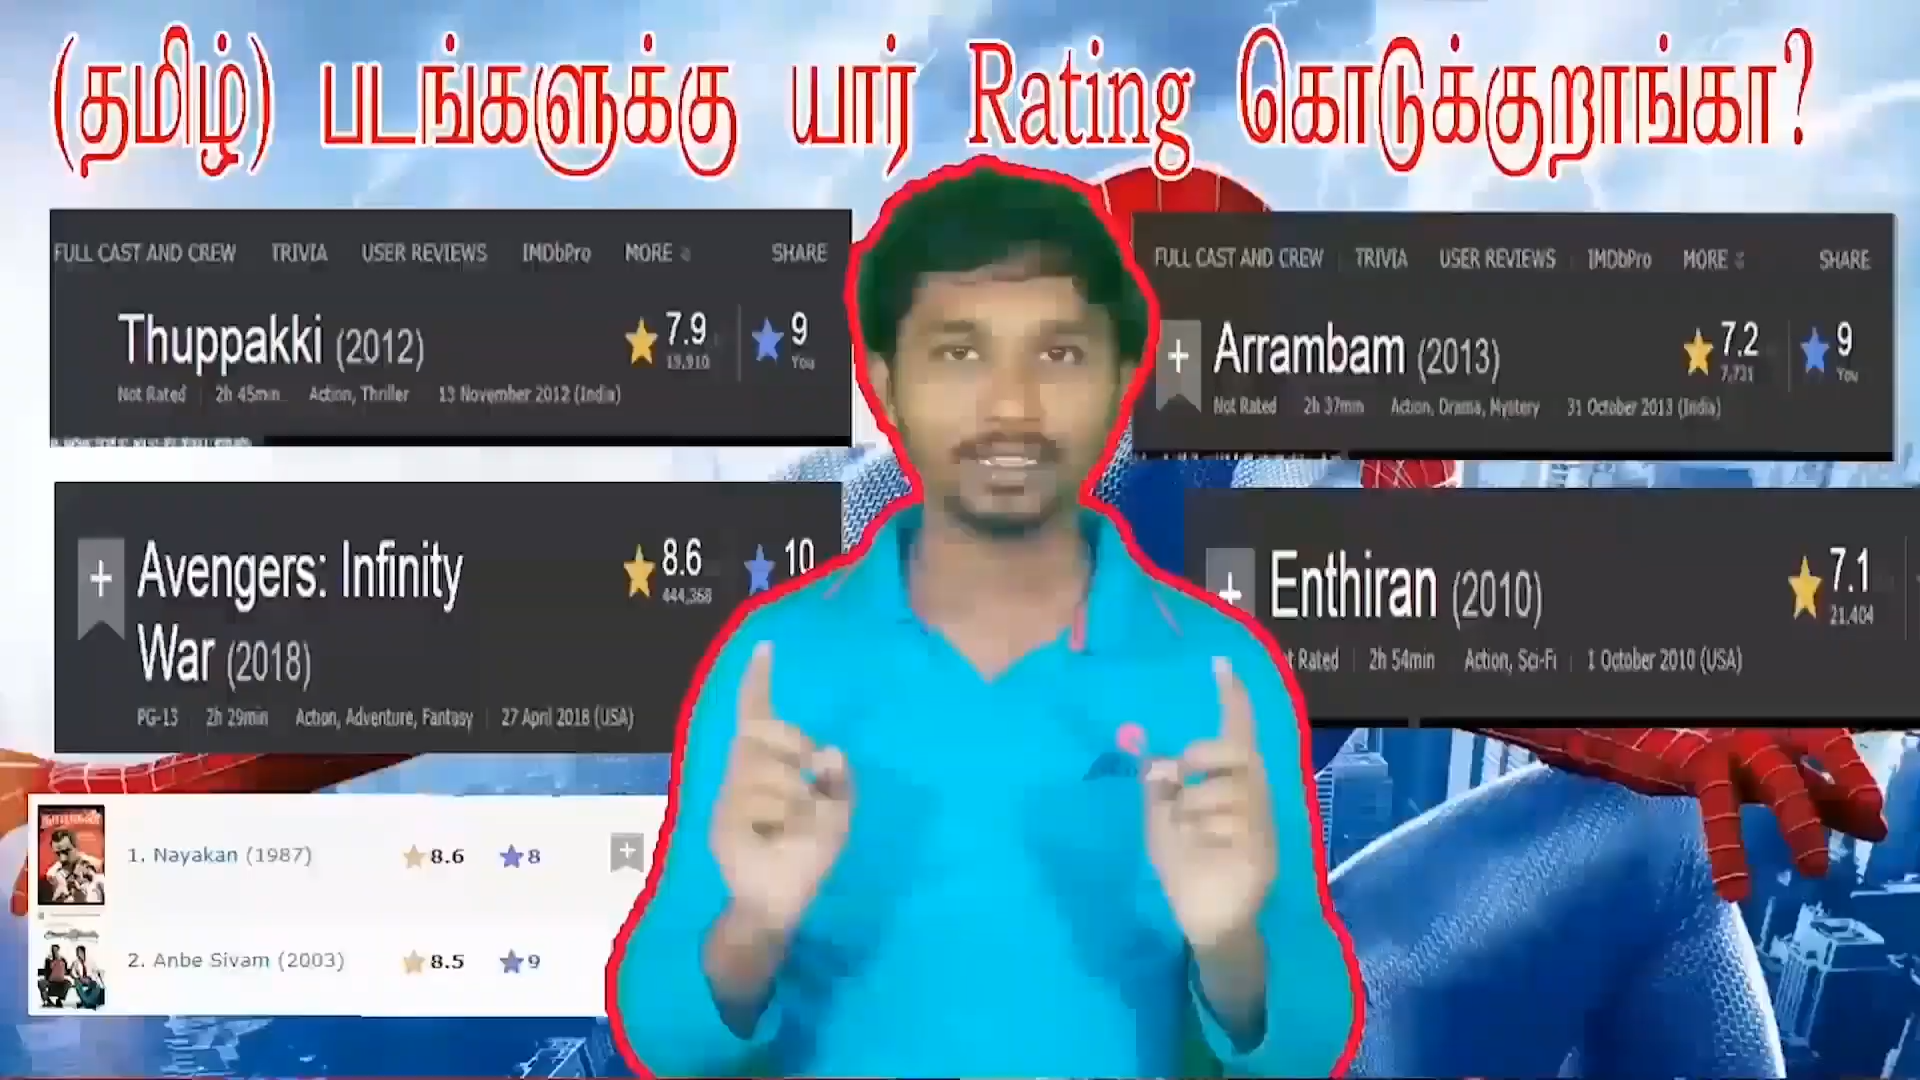 (தமிழ்) படங்களுக்கு யார் Rating கொடுக்குறாங்கா?
FULL CAST AND CREW TRIVIA USER REVIEWS IMDbPro MORE SHARE
Thuppakki (2012) 7.9 9
13,910 You
Not Rated 2h 45min Action, Thriller 13 November 2012 (India)
FULL CAST AND CREW TRIVIA USER REVIEWS IMDbPro MORE SHARE
+ Arrambam (2013) 7.2 9
7,721 You
Not Rated 2h 37min Action, Drama, Mystery 31 October 2013 (India)
+ Avengers: Infinity 8.6 10
444,368
War (2018)
PG-13 2h 29min Action, Adventure, Fantasy 27 April 2018 (USA)
+ Enthiran (2010) 7.1
21,404
t Rated 2h 54min Action, Sci-Fi 1 October 2010 (USA)
நாயகன்
1. Nayakan (1987) 8.6 8 +
2. Anbe Sivam (2003) 8.5 9